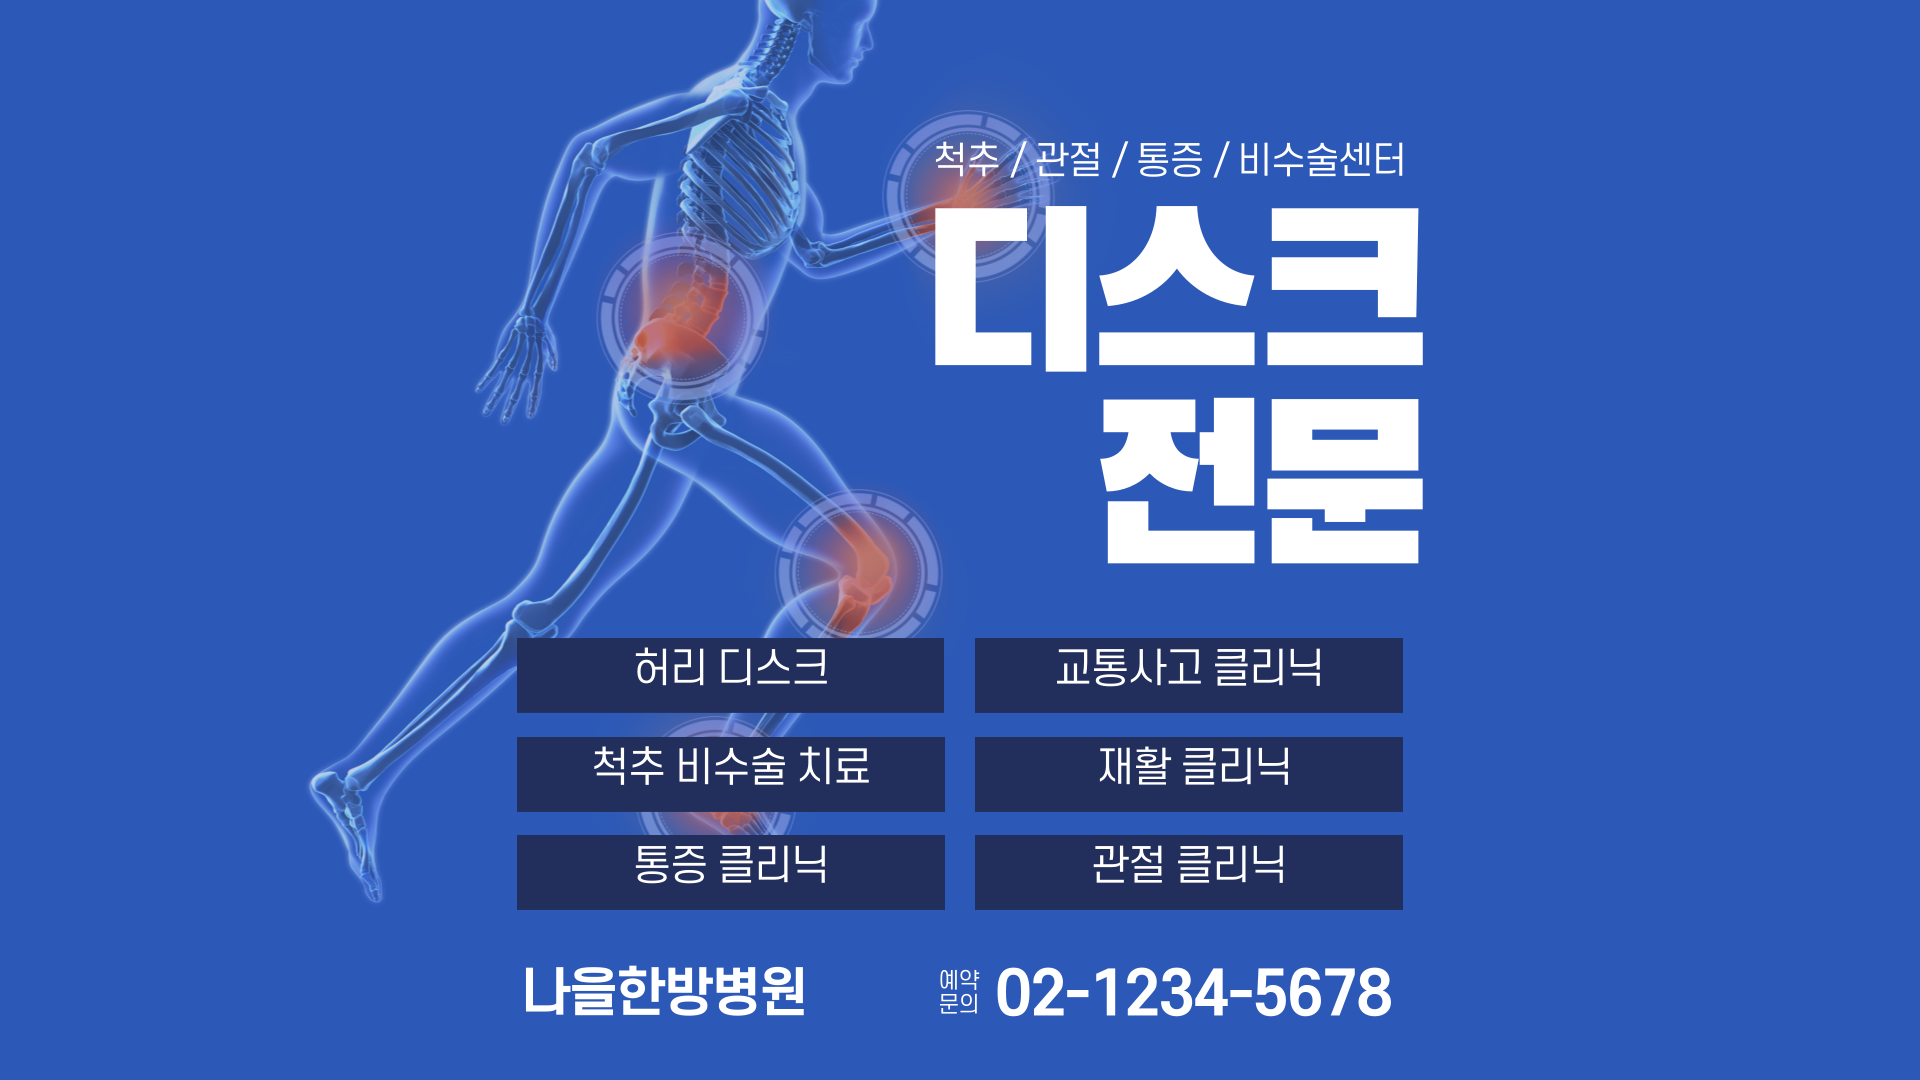 척추 / 관절 / 통증 / 비수술센터
디스크
전문
허리 디스크
교통사고 클리닉
척추 비수술 치료
재활 클리닉
통증 클리닉
관절 클리닉
나을한방병원
예약
문의
02-1234-5678